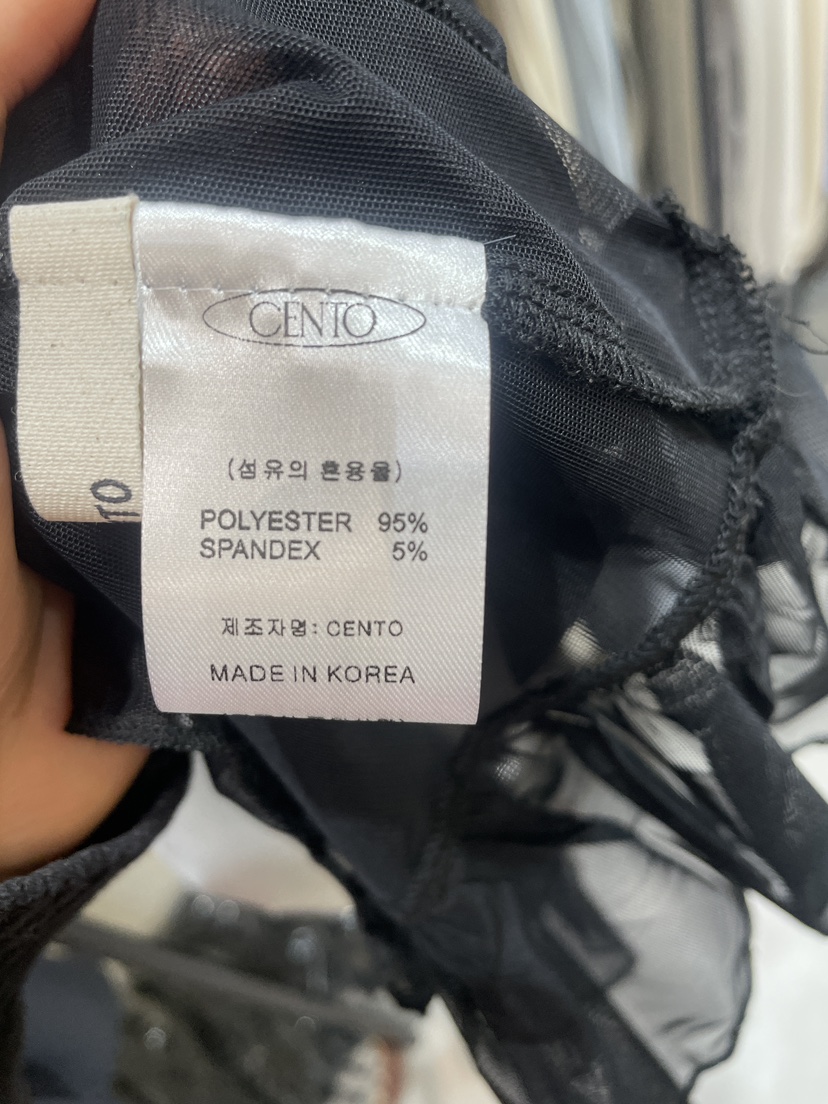 CENTO
TO
(섬유의 혼용율)
POLYESTER 95%
SPANDEX 5%
제조자명: CENTO
MADE IN KOREA